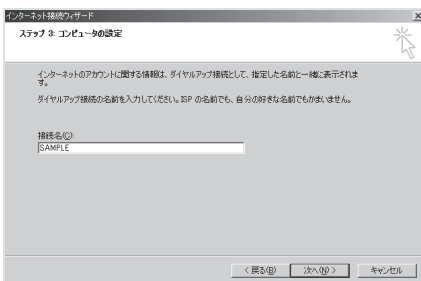 インターネット接続ウィザード
ステップ 3: コンピュータの設定
インターネットのアカウントに関する情報は、ダイヤルアップ接続として、指定した名前と一緒に表示されま
す。
ダイヤルアップ接続の名前を入力してください。ISP の名前でも、自分の好きな名前でもかまいません。
接続名(C):
SAMPLE
< 戻る(B)
次へ(N) >
キャンセル